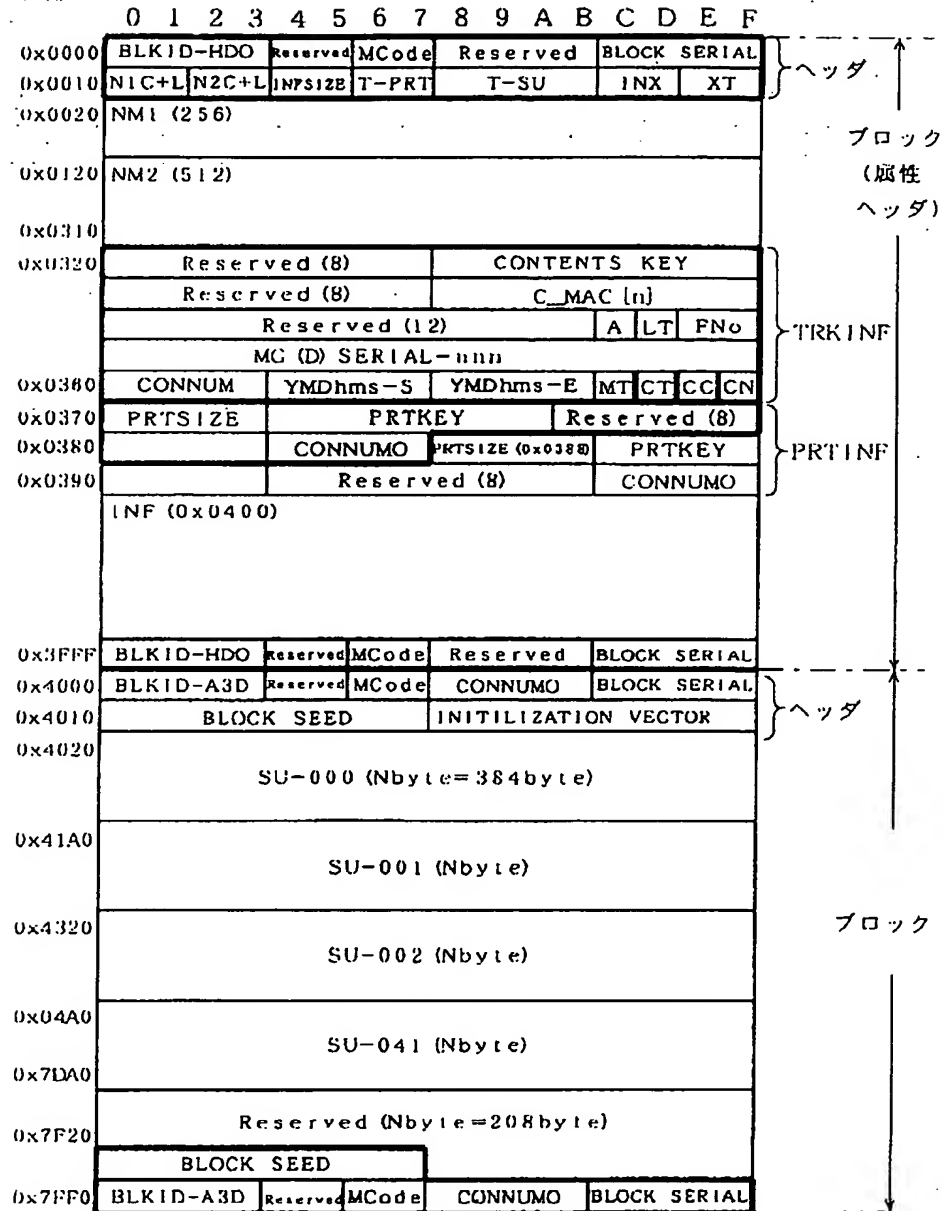 0 1 2 3 4 5 6 7 8 9 A B C D E F
0x0000 BLKID-HDO Reserved MCode Reserved BLOCK SERIAL
ヘッダ
0x0010 N1C+L N2C+L INFSIZE T-PRT T-SU INX XT
0x0020 NM1 (256)
ブロック
(属性
ヘッダ)
0x0120 NM2 (512)
0x0310
0x0320 Reserved (8) CONTENTS KEY
Reserved (8) C_MAC [n]
Reserved (12) A LT FNo
TRKINF
MG (D) SERIAL-nnn
0x0360 CONNUM YMDhms-S YMDhms-E MT CT CC CN
0x0370 PRTSIZE PRTKEY Reserved (8)
0x0380 CONNUMO PRTSIZE (0x0388) PRTKEY
PRTINF
0x0390 Reserved (8) CONNUMO
INF (0x0400)
0x3FFF BLKID-HDO Reserved MCode Reserved BLOCK SERIAL
0x4000 BLKID-A3D Reserved MCode CONNUMO BLOCK SERIAL
ヘッダ
0x4010 BLOCK SEED INITILIZATION VECTOR
0x4020
SU-000 (Nbyte=384byte)
0x41A0
SU-001 (Nbyte)
0x4320
SU-002 (Nbyte)
ブロック
0x04A0
SU-041 (Nbyte)
0x7DA0
Reserved (Nbyte=208byte)
0x7F20
BLOCK SEED
0x7FF0 BLKID-A3D Reserved MCode CONNUMO BLOCK SERIAL